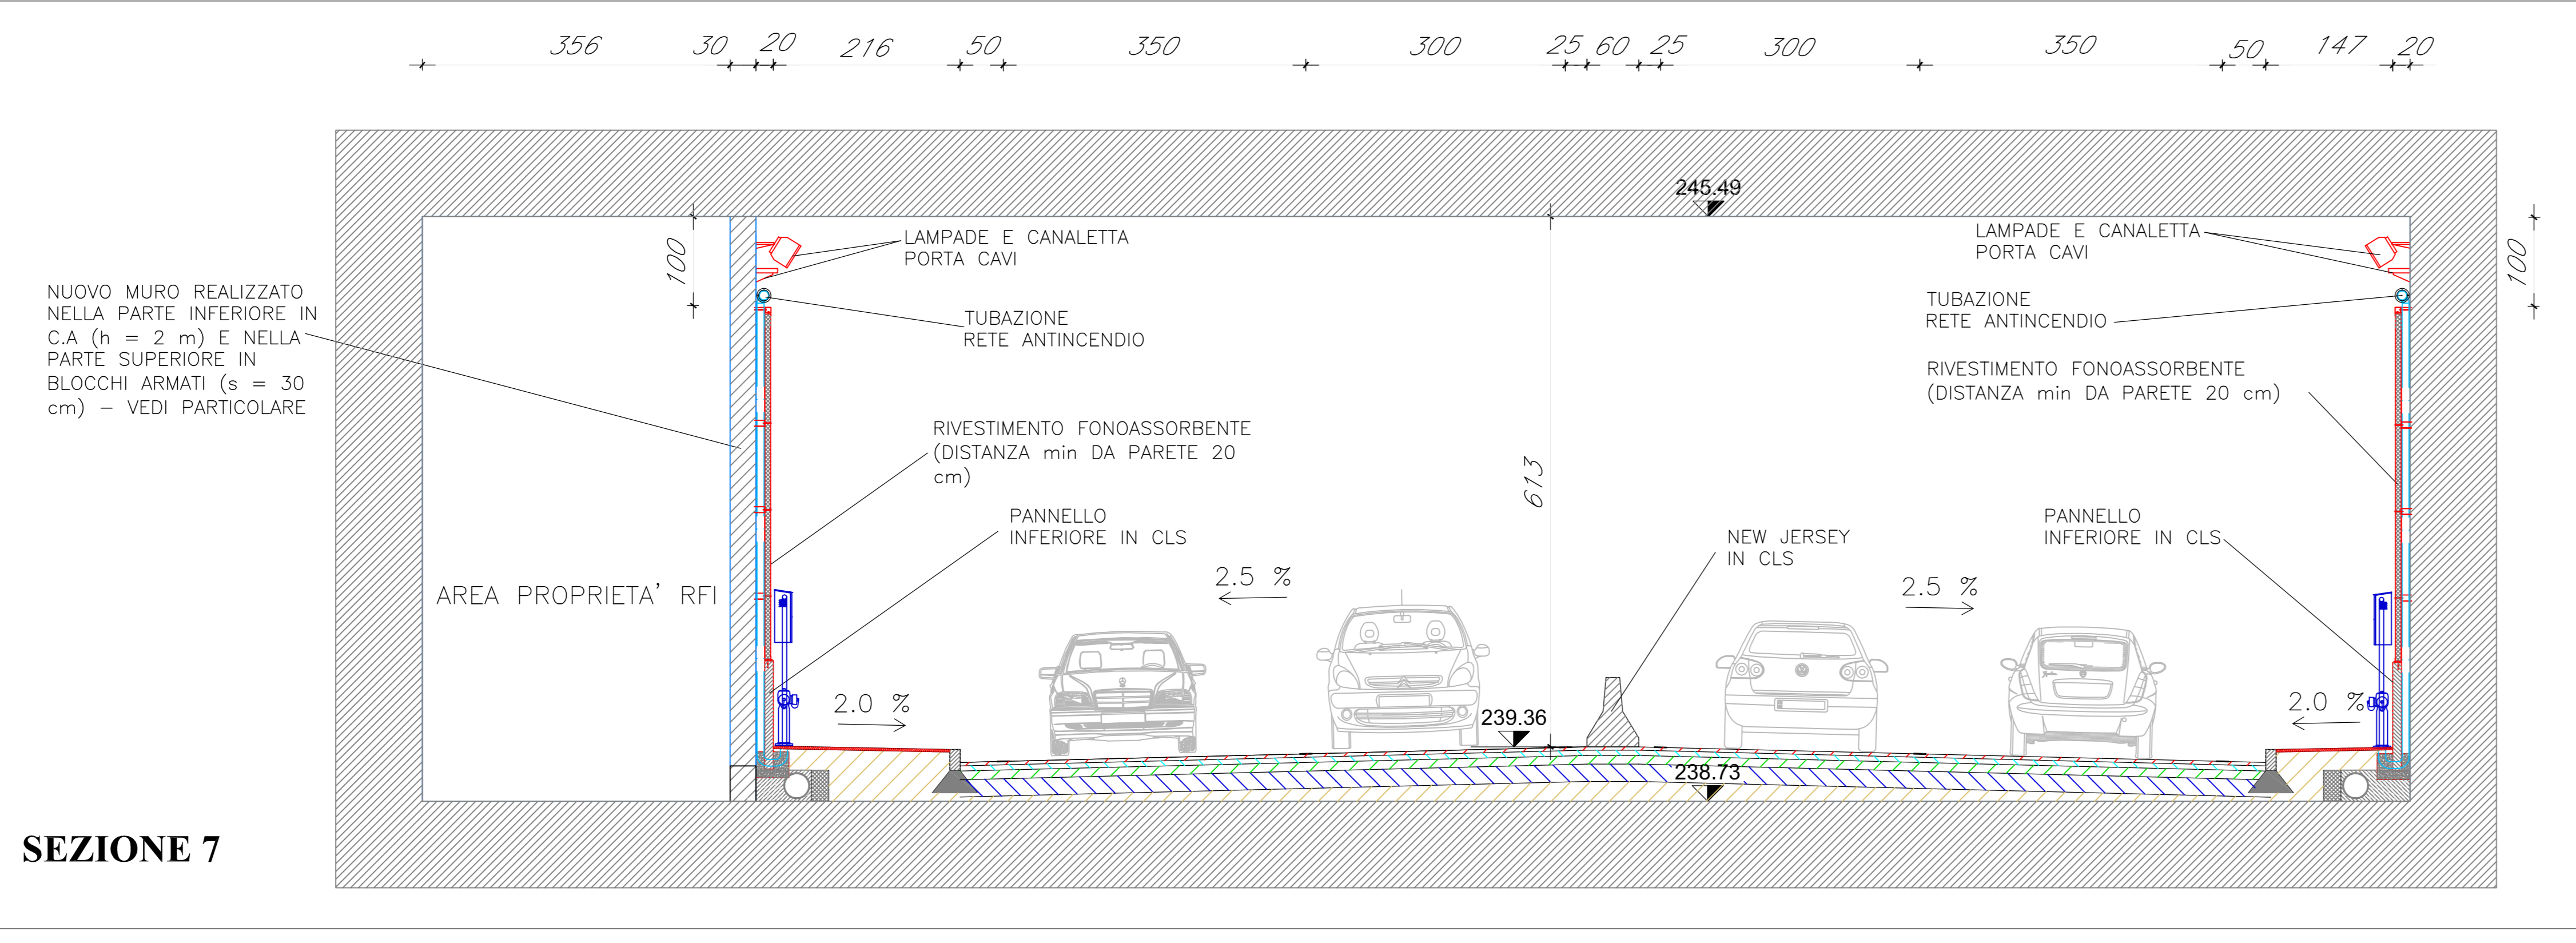 356 30 20 216 50 350 300 25 60 25 300 350 50 147 20
245.49
LAMPADE E CANALETTA
PORTA CAVI
LAMPADE E CANALETTA
PORTA CAVI
100
100
NUOVO MURO REALIZZATO
NELLA PARTE INFERIORE IN
C.A (h = 2 m) E NELLA
PARTE SUPERIORE IN
BLOCCHI ARMATI (s = 30
cm) – VEDI PARTICOLARE
TUBAZIONE
RETE ANTINCENDIO
TUBAZIONE
RETE ANTINCENDIO
RIVESTIMENTO FONOASSORBENTE
(DISTANZA min DA PARETE 20 cm)
RIVESTIMENTO FONOASSORBENTE
(DISTANZA min DA PARETE 20
cm)
613
PANNELLO
INFERIORE IN CLS
NEW JERSEY
IN CLS
PANNELLO
INFERIORE IN CLS
AREA PROPRIETA' RFI
2.5 %
2.5 %
2.0 %
2.0 %
239.36
238.73
SEZIONE 7